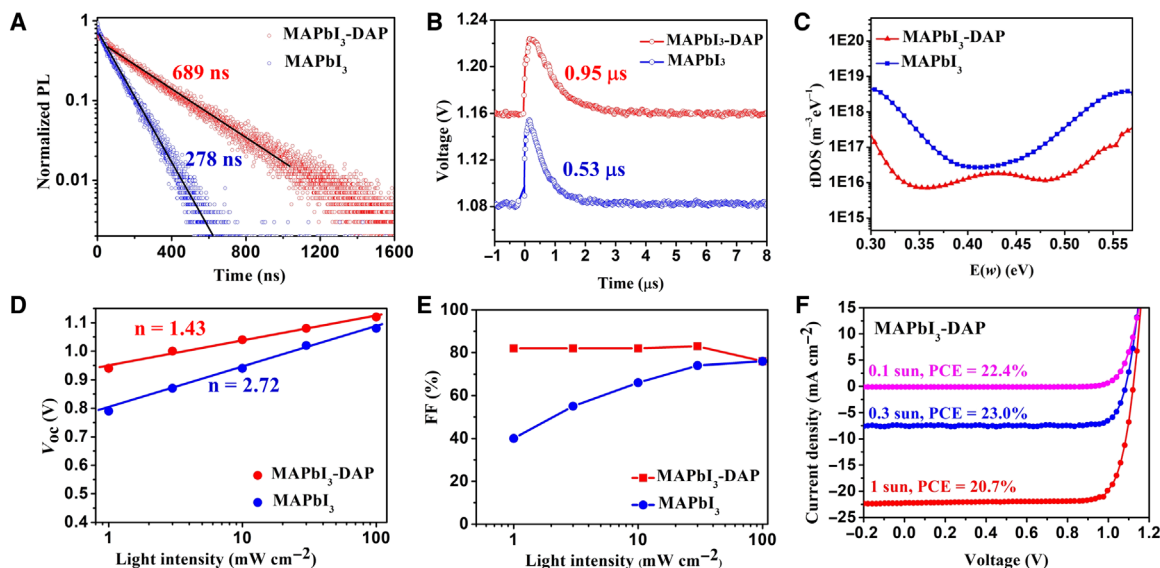 A
MAPbI₃-DAP
MAPbI₃
689 ns
278 ns
Normalized PL
1
0.1
0.01
0 400 800 1200 1600
Time (ns)
B
MAPbI₃-DAP
MAPbI₃
0.95 μs
0.53 μs
Voltage (V)
1.24
1.20
1.16
1.12
1.08
−1 0 1 2 3 4 5 6 7 8
Time (μs)
C
MAPbI₃-DAP
MAPbI₃
tDOS (m⁻³ eV⁻¹)
1E20
1E19
1E18
1E17
1E16
1E15
0.30 0.35 0.40 0.45 0.50 0.55
E(w) (eV)
D
n = 1.43
n = 2.72
MAPbI₃-DAP
MAPbI₃
Voc (V)
1.1
1.0
0.9
0.8
0.7
0.6
0.5
0.4
1 10 100
Light intensity (mW cm⁻²)
E
MAPbI₃-DAP
MAPbI₃
FF (%)
100
80
60
40
20
0
1 10 100
Light intensity (mW cm⁻²)
F
MAPbI₃-DAP
0.1 sun, PCE = 22.4%
0.3 sun, PCE = 23.0%
1 sun, PCE = 20.7%
Current density (mA cm⁻²)
15
10
5
0
−5
−10
−15
−20
−25
−0.2 0.0 0.2 0.4 0.6 0.8 1.0 1.2
Voltage (V)